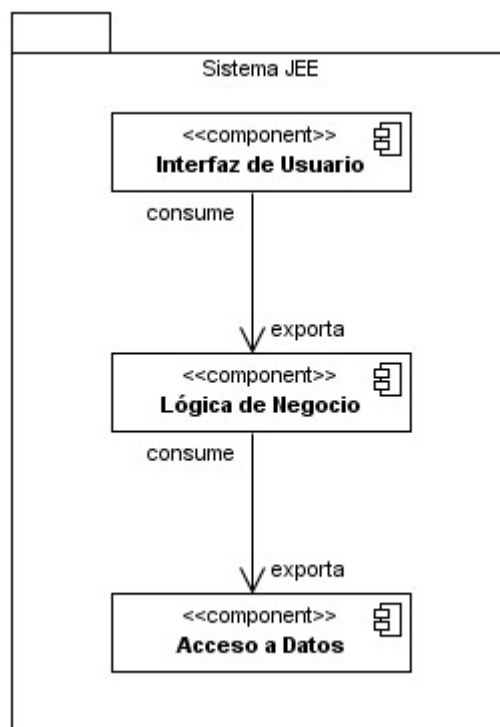 Sistema JEE
<<component>>
Interfaz de Usuario
consume
exporta
<<component>>
Lógica de Negocio
consume
exporta
<<component>>
Acceso a Datos